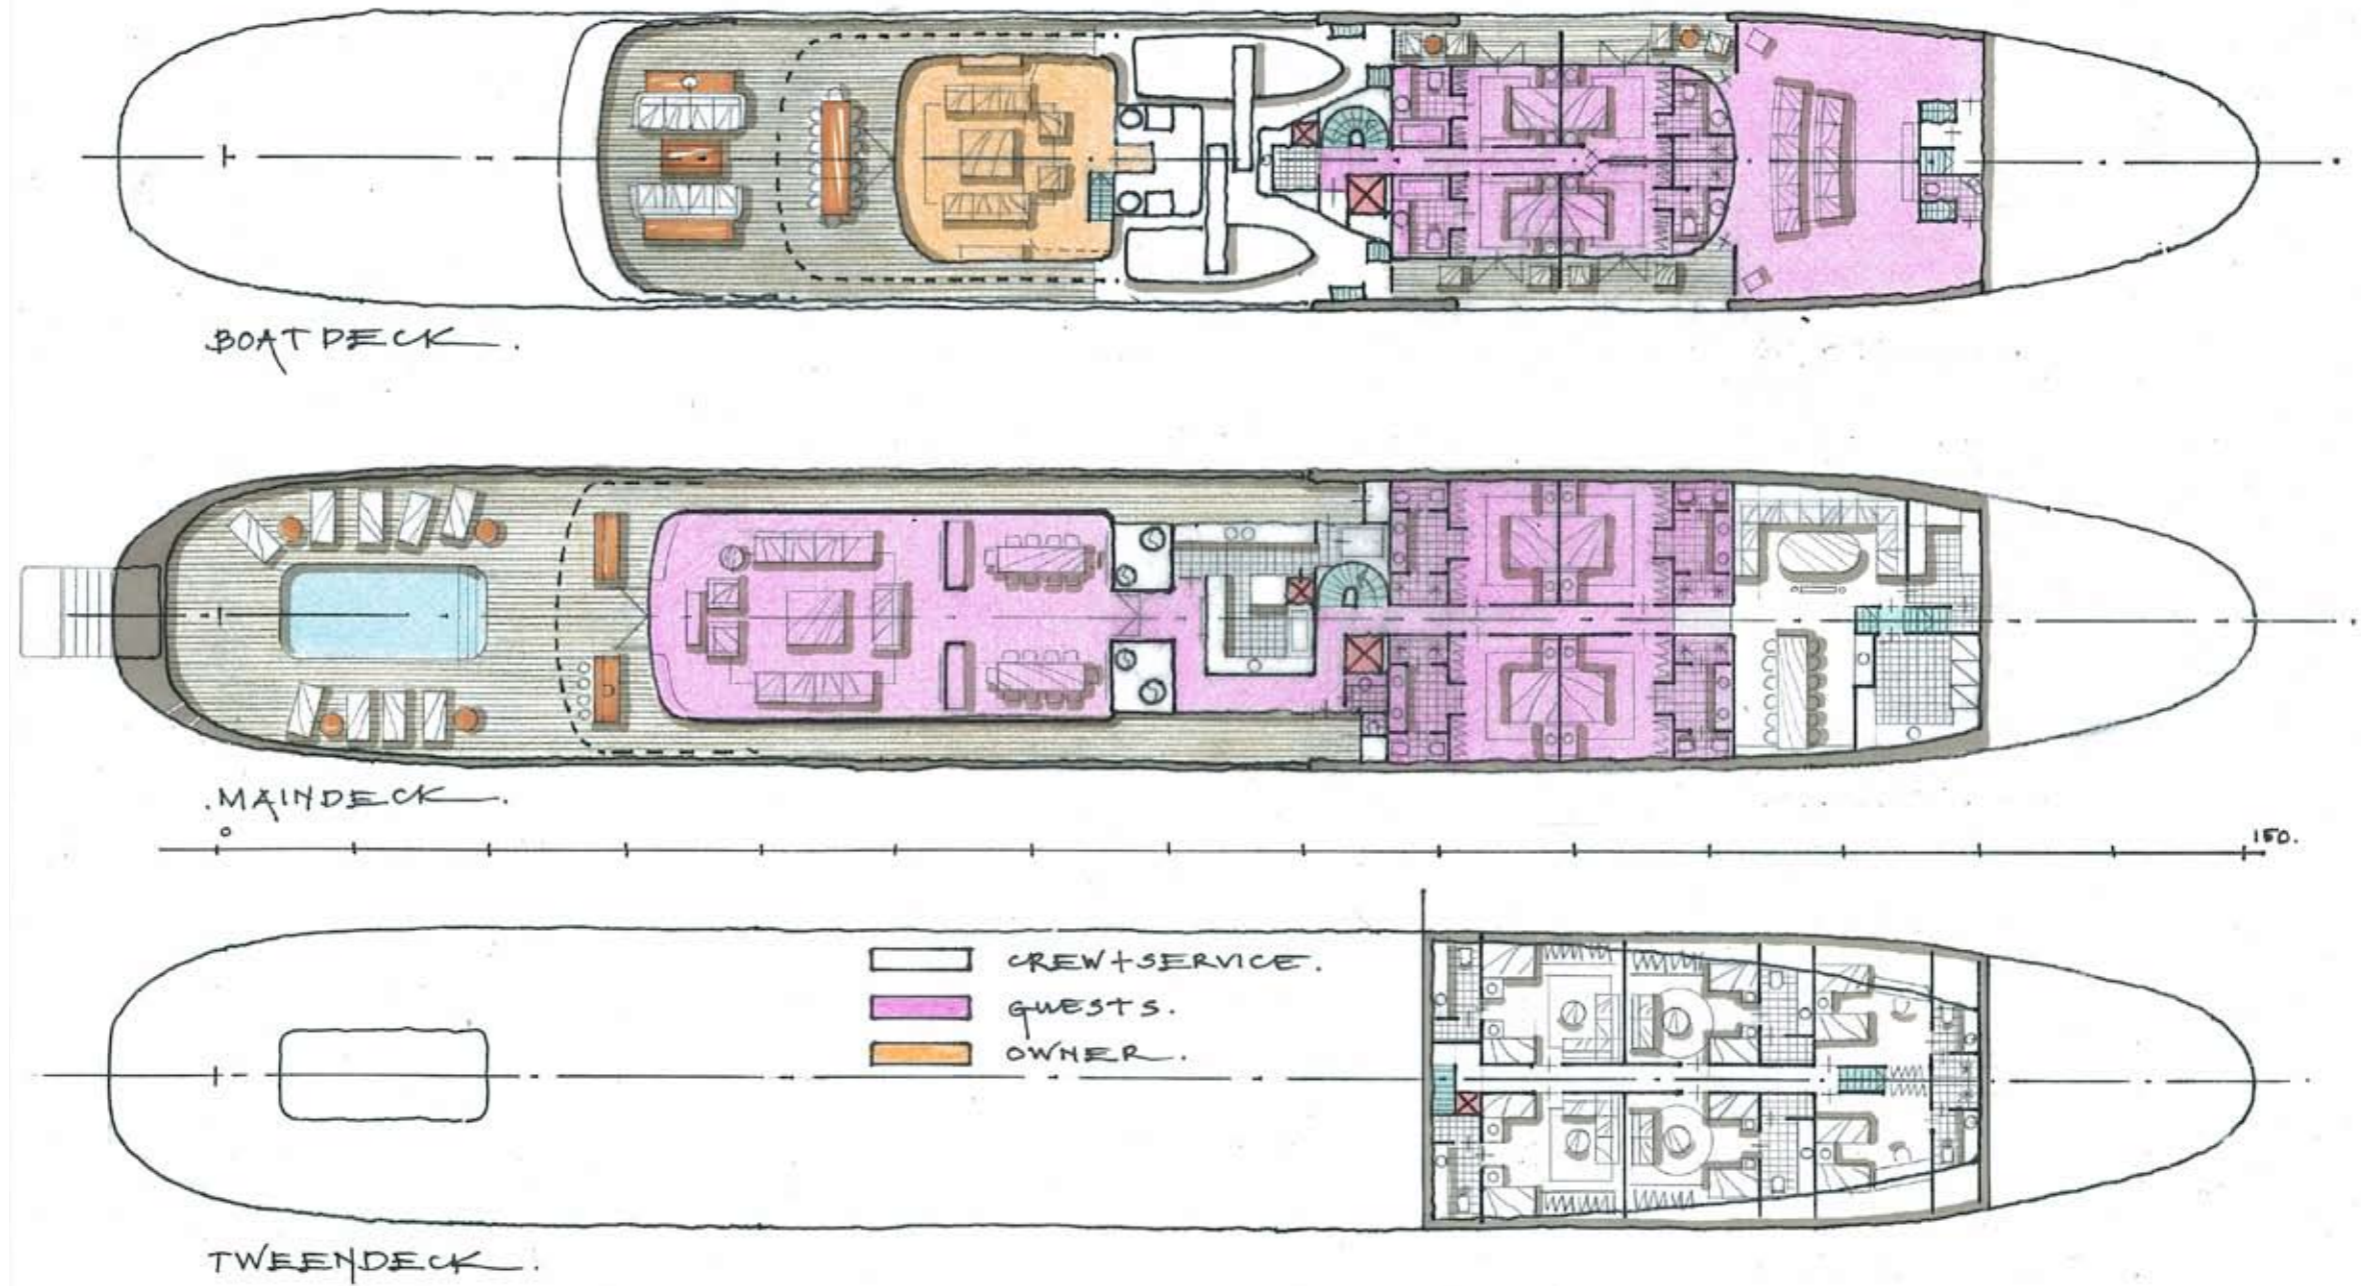 BOATDECK.
.MAINDECK.
0
150.
CREW+SERVICE.
GUESTS.
OWNER.
TWEENDECK.